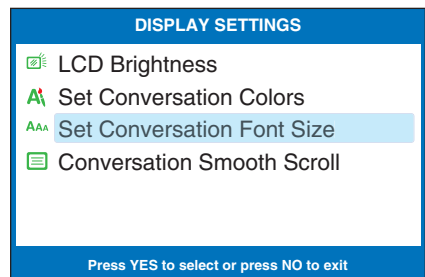 DISPLAY SETTINGS
LCD Brightness
Set Conversation Colors
Set Conversation Font Size
Conversation Smooth Scroll
Press YES to select or press NO to exit